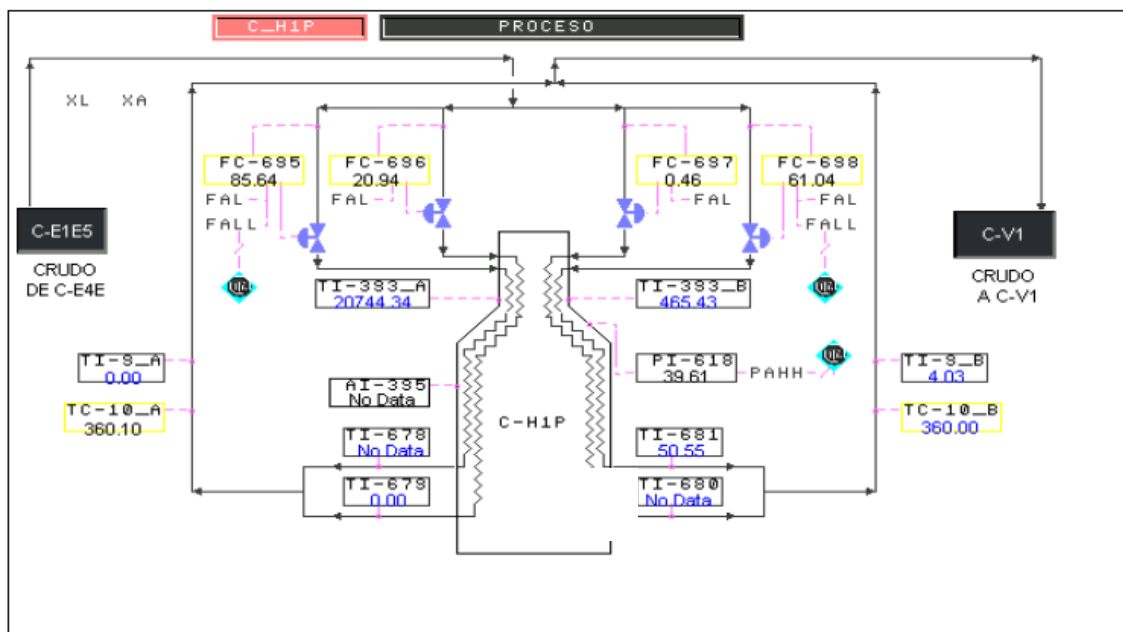 C_H1P
PROCESO
XL XA
FC-695
85.64
FAL
FALL
FC-696
20.94
FAL
FC-697
0.46
FAL
FC-698
61.04
FAL
FALL
C-E1E5
CRUDO
DE C-E4E
C-V1
CRUDO
A C-V1
TI-393_A
20744.34
TI-393_B
465.43
TI-9_A
0.00
TC-10_A
360.10
AI-395
No Data
PI-618
39.61
PAHH
TI-9_B
4.03
TC-10_B
360.00
C-H1P
TI-678
No Data
TI-681
50.55
TI-679
0.00
TI-680
No Data